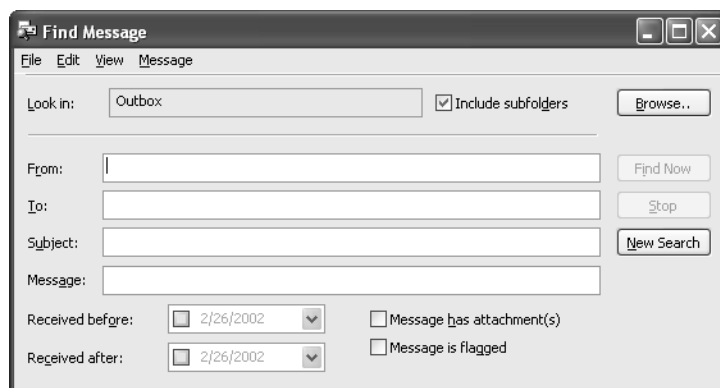 Find Message
File Edit View Message
Look in: Outbox Include subfolders Browse..
From: Find Now
To: Stop
Subject: New Search
Message:
Received before: 2/26/2002 Message has attachment(s)
Message is flagged
Received after: 2/26/2002